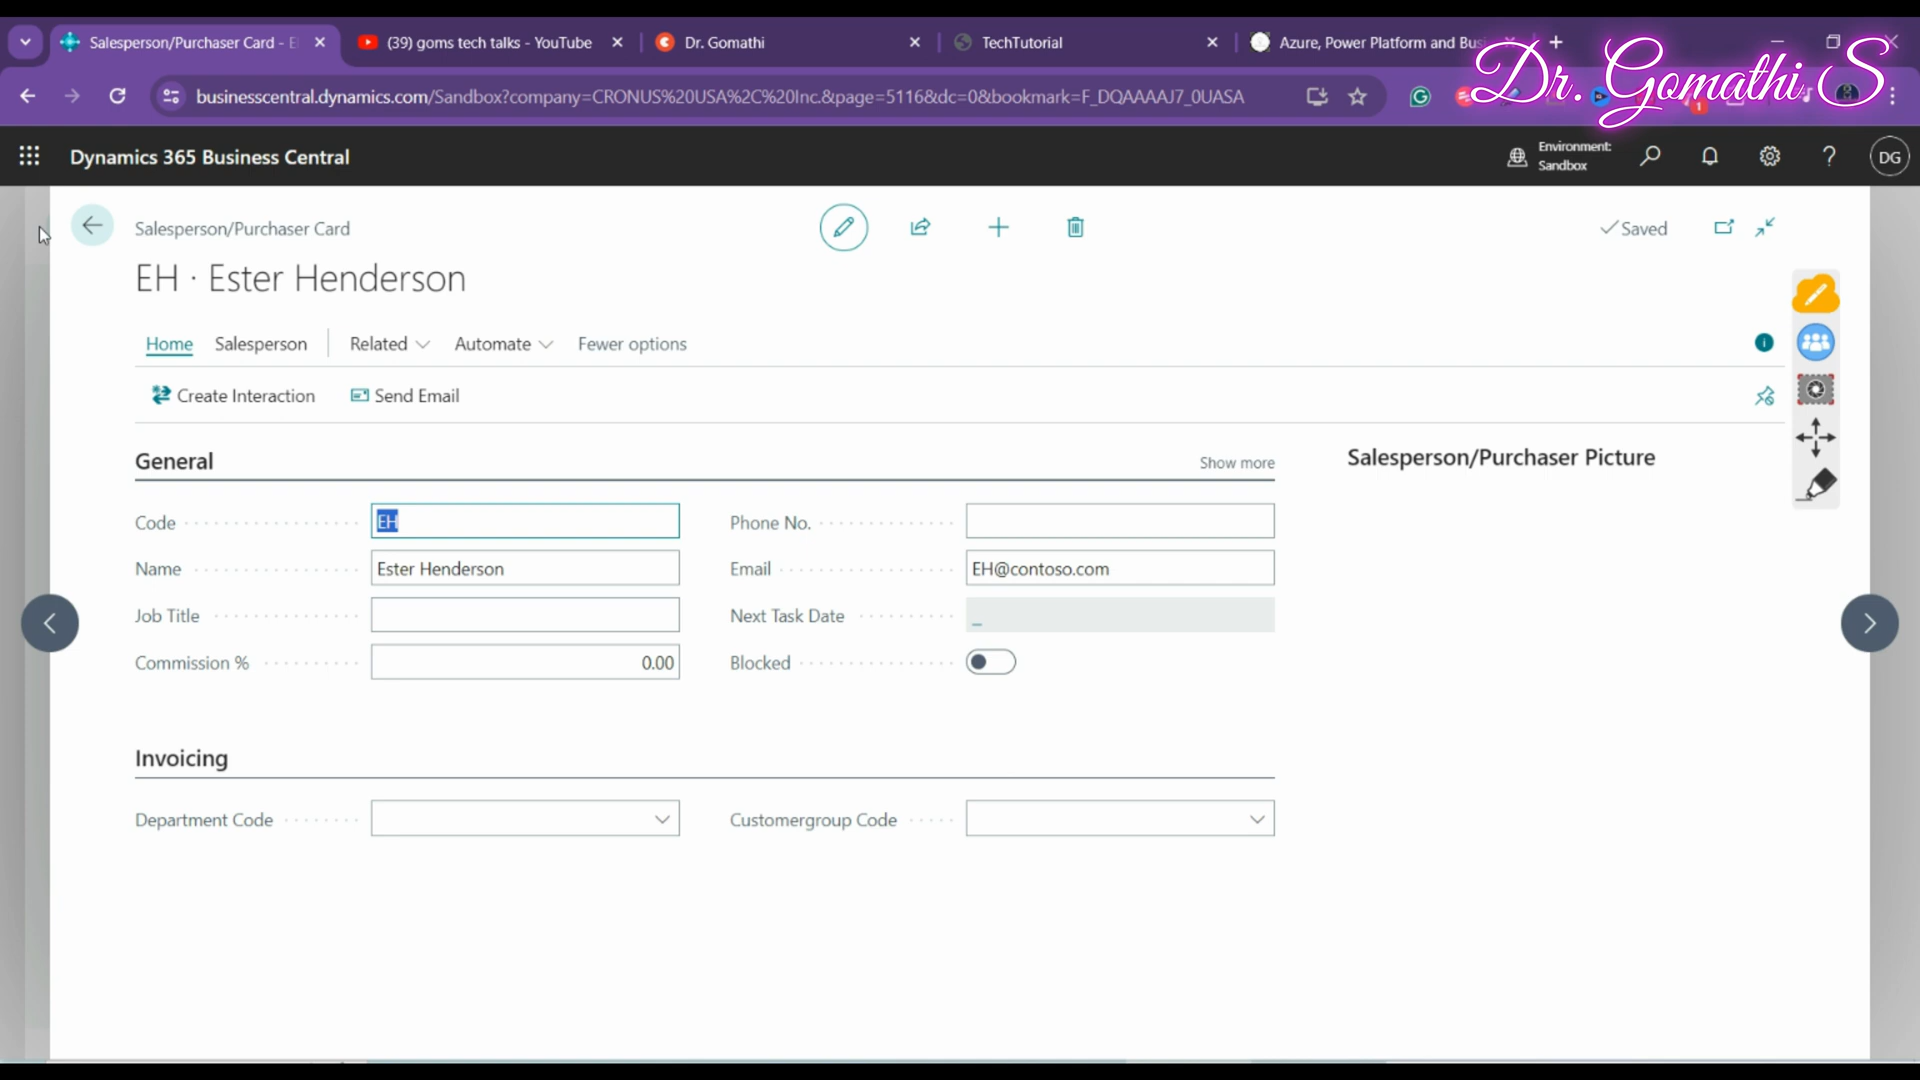 Salesperson/Purchaser Card - E
(39) goms tech talks - YouTube
Dr. Gomathi
TechTutorial
Azure, Power Platform and Bus
Dr. Gomathi S
businesscentral.dynamics.com/Sandbox?company=CRONUS%20USA%2C%20Inc.&page=5116&dc=0&bookmark=F_DQAAAAJ7_0UASA
1
Dynamics 365 Business Central
Environment:
Sandbox
DG
Salesperson/Purchaser Card
Saved
EH · Ester Henderson
Home Salesperson Related Automate Fewer options
Create Interaction Send Email
General
Show more
Salesperson/Purchaser Picture
Code EH
Phone No.
Name Ester Henderson
Email EH@contoso.com
Job Title
Next Task Date _
Commission % 0.00
Blocked
Invoicing
Department Code
Customergroup Code